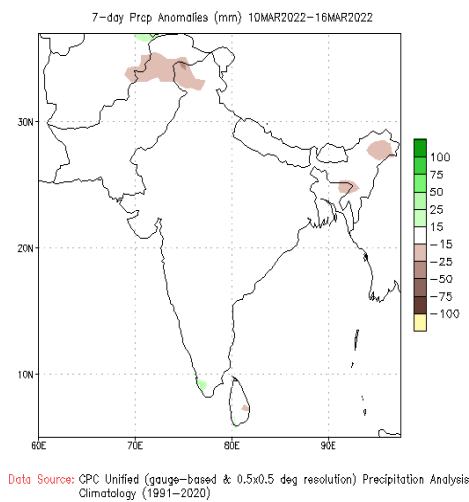 7-day Prcp Anomalies (mm) 10MAR2022-16MAR2022
30N
20N
10N
60E 70E 80E 90E
100
75
50
25
15
-15
-25
-50
-75
-100
Data Source: CPC Unified (gauge-based & 0.5x0.5 deg resolution) Precipitation Analysis
Climatology (1991-2020)